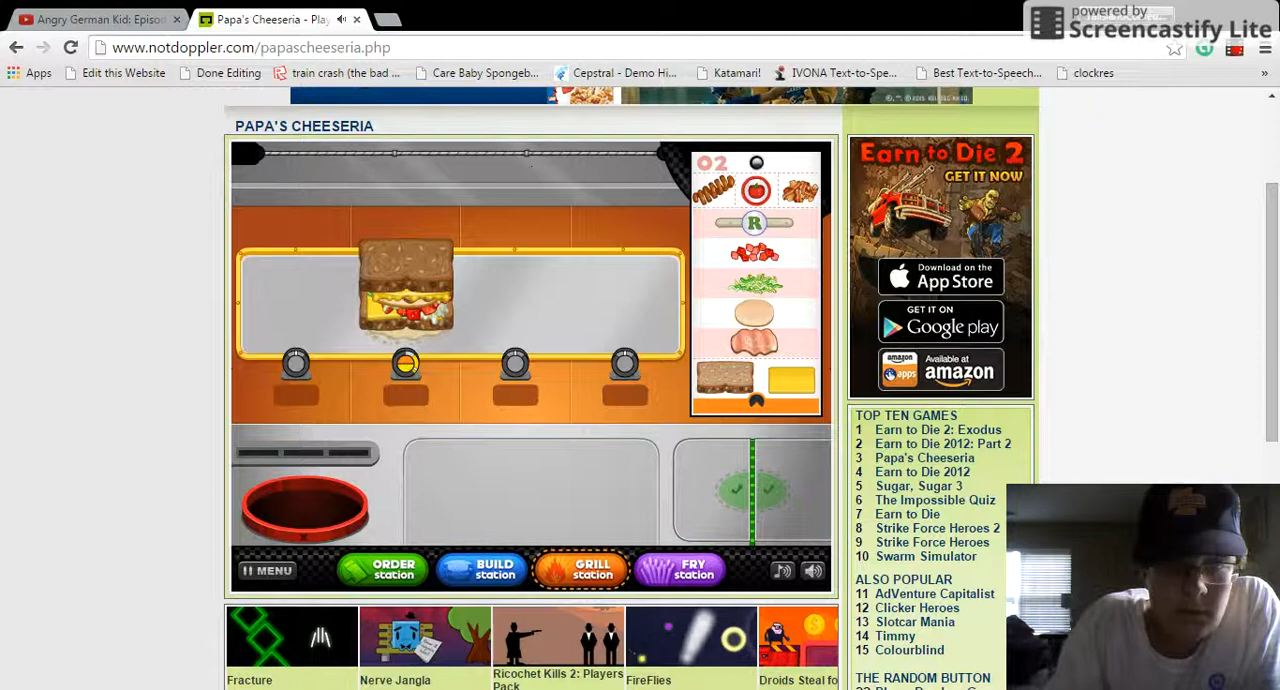 Angry German Kid: Episod
Papa's Cheeseria - Play
powered by
Screencastify Lite
www.notdoppler.com/papascheeseria.php
Apps
Edit this Website
Done Editing
train crash (the bad ...
Care Baby Spongeb...
Cepstral - Demo Hi...
Katamari!
IVONA Text-to-Spe...
Best Text-to-Speech...
clockres
»
PAPA'S CHEESERIA
02
R
MENU
ORDER
station
BUILD
station
GRILL
station
FRY
station
Fracture
Nerve Jangla
Ricochet Kills 2: Players
Pack
FireFlies
Droids Steal fo
Earn to Die 2
GET IT NOW
Download on the
App Store
GET IT ON
Google play
amazon
apps
Available at
amazon
TOP TEN GAMES
1 Earn to Die 2: Exodus
2 Earn to Die 2012: Part 2
3 Papa's Cheeseria
4 Earn to Die 2012
5 Sugar, Sugar 3
6 The Impossible Quiz
7 Earn to Die
8 Strike Force Heroes 2
9 Strike Force Heroes
10 Swarm Simulator
ALSO POPULAR
11 AdVenture Capitalist
12 Clicker Heroes
13 Slotcar Mania
14 Timmy
15 Colourblind
THE RANDOM BUTTON